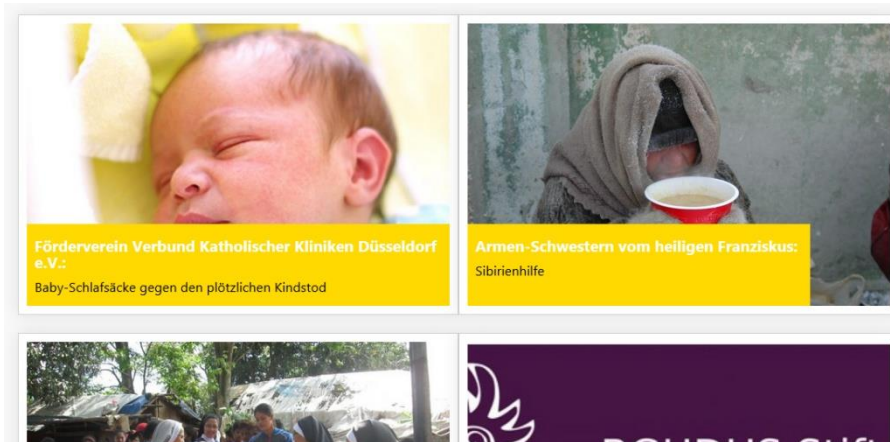 Förderverein Verbund Katholischer Kliniken Düsseldorf
e.V.:
Baby-Schlafsäcke gegen den plötzlichen Kindstod
Armen-Schwestern vom heiligen Franziskus:
Sibirienhilfe